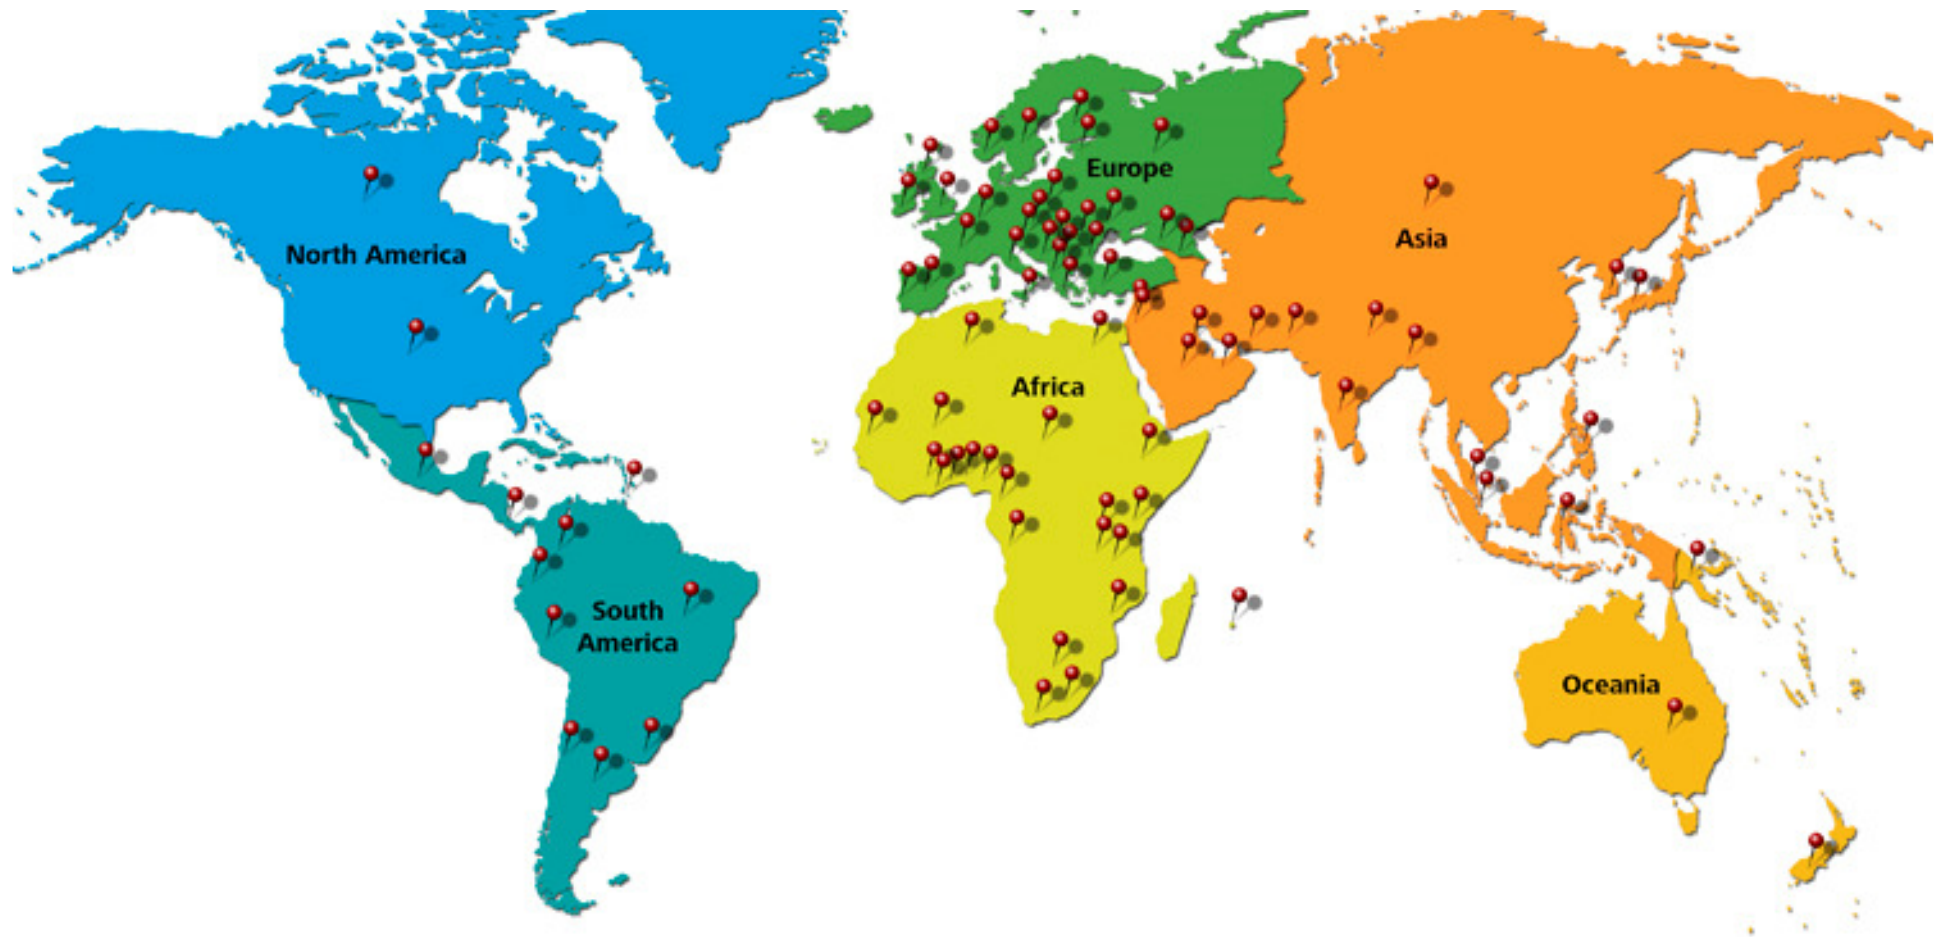 Europe
Asia
North America
Africa
South
America
Oceania